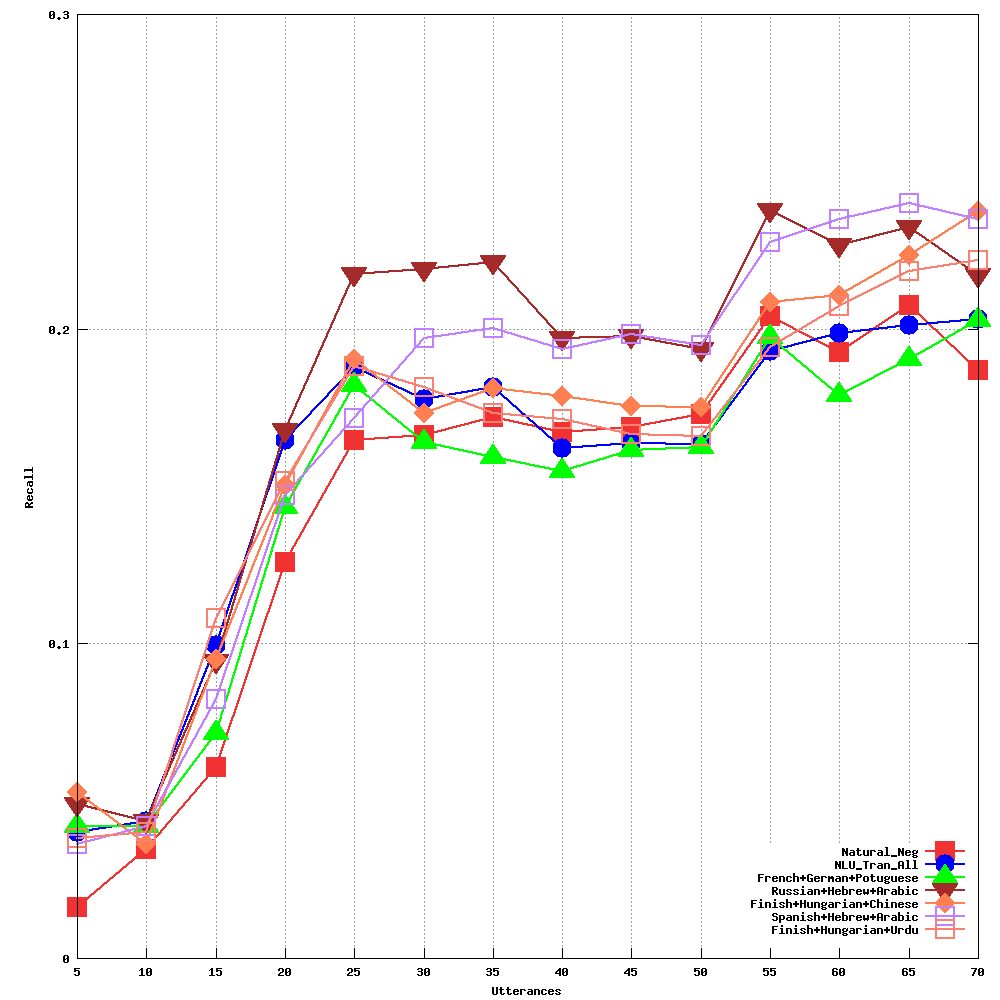 0.3
0.2
0.1
0
Recall
5 10 15 20 25 30 35 40 45 50 55 60 65 70
Utterances
Natural_Neg
NLU_Tran_All
French+German+Potuguese
Russian+Hebrew+Arabic
Finish+Hungarian+Chinese
Spanish+Hebrew+Arabic
Finish+Hungarian+Urdu